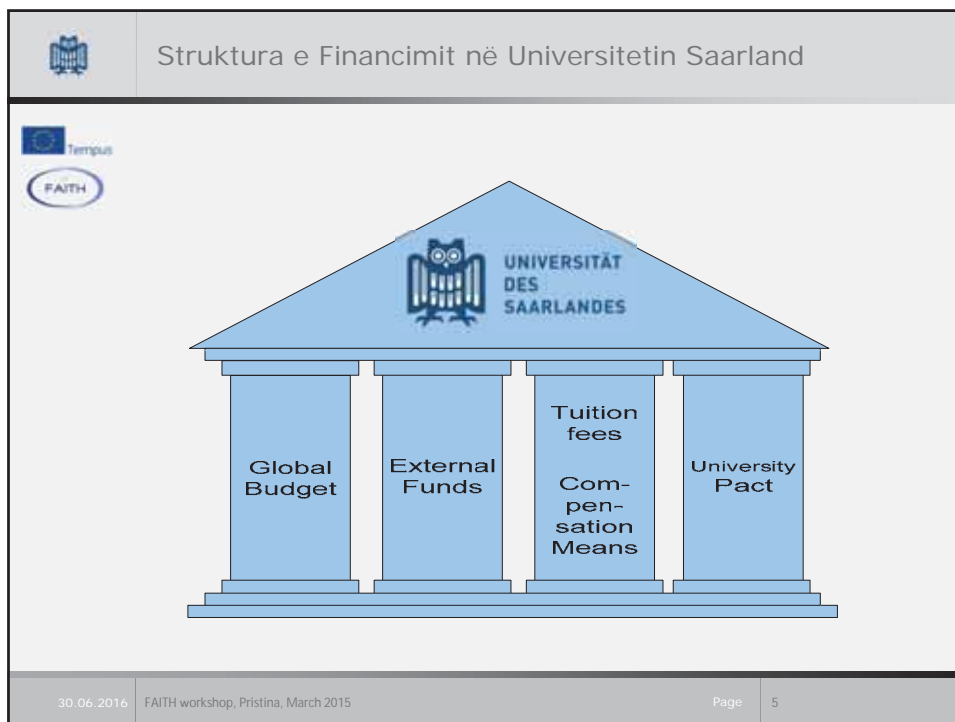 Struktura e Financimit në Universitetin Saarland
Tempus
FAITH
UNIVERSITÄT
DES
SAARLANDES
Global
Budget
External
Funds
Tuition
fees
Com-
pen-
sation
Means
University
Pact
30.06.2016 FAITH workshop, Pristina, March 2015 Page 5